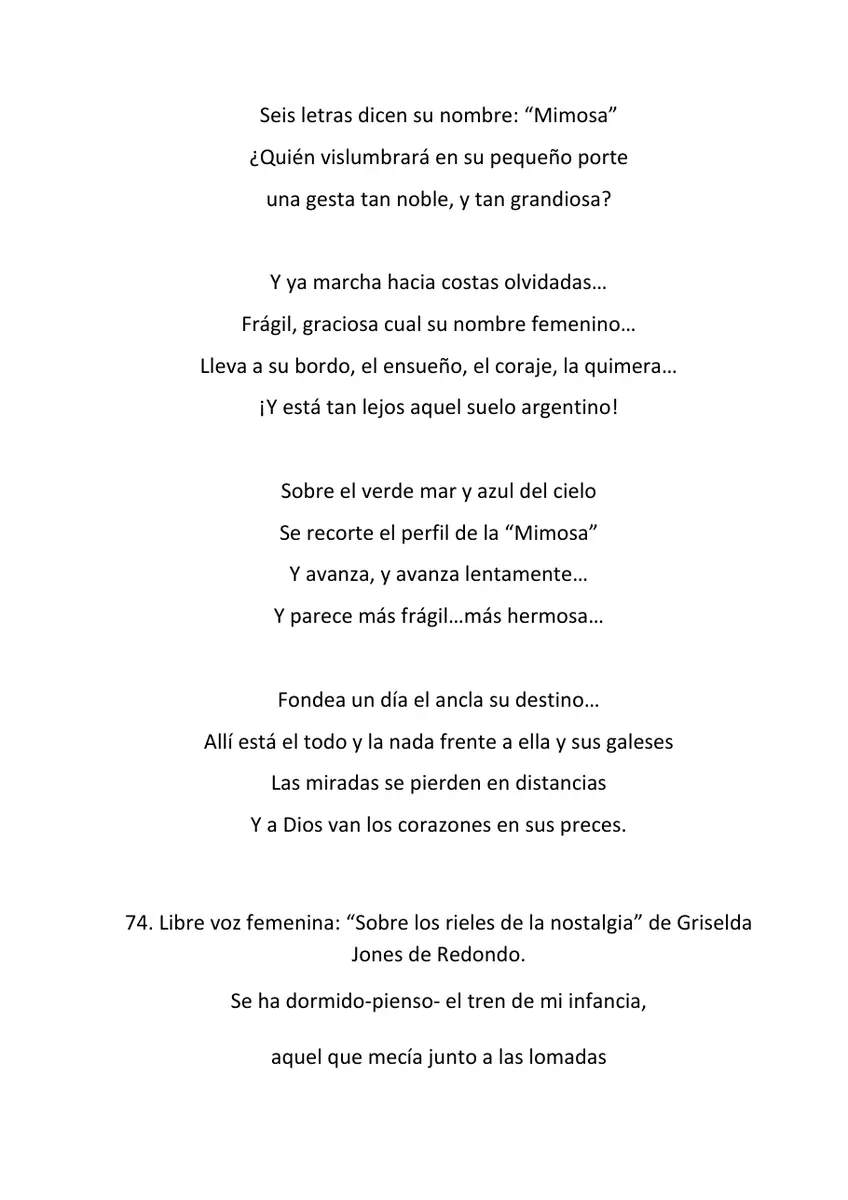 Seis letras dicen su nombre: “Mimosa”
¿Quién vislumbrará en su pequeño porte
una gesta tan noble, y tan grandiosa?
Y ya marcha hacia costas olvidadas…
Frágil, graciosa cual su nombre femenino…
Lleva a su bordo, el ensueño, el coraje, la quimera…
¡Y está tan lejos aquel suelo argentino!
Sobre el verde mar y azul del cielo
Se recorte el perfil de la “Mimosa”
Y avanza, y avanza lentamente…
Y parece más frágil…más hermosa…
Fondea un día el ancla su destino…
Allí está el todo y la nada frente a ella y sus galeses
Las miradas se pierden en distancias
Y a Dios van los corazones en sus preces.
74. Libre voz femenina: “Sobre los rieles de la nostalgia” de Griselda
Jones de Redondo.
Se ha dormido-pienso- el tren de mi infancia,
aquel que mecía junto a las lomadas